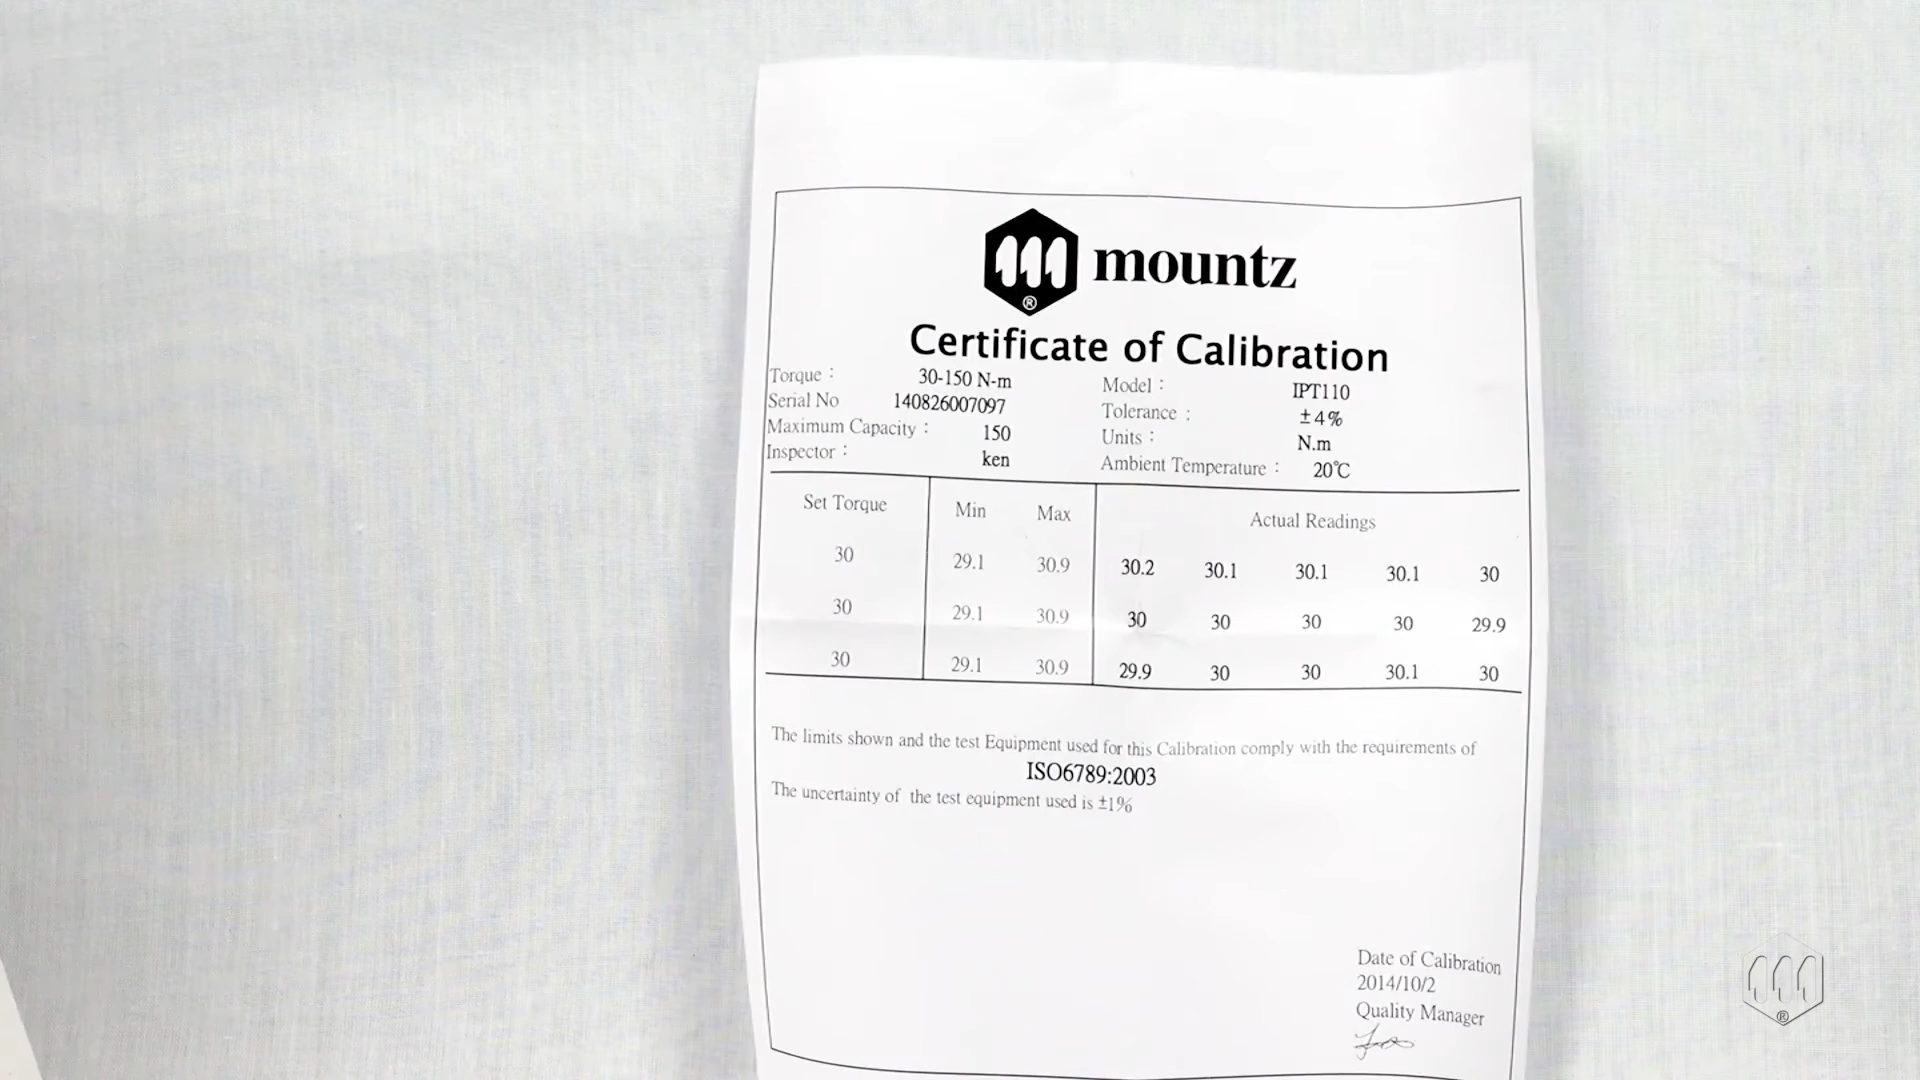 mountz
®
Certificate of Calibration
Torque : 30-150 N-m Model : IPT110
Serial No 140826007097 Tolerance : ±4%
Maximum Capacity : 150 Units : N.m
Inspector : ken Ambient Temperature : 20℃
Set Torque Min Max Actual Readings
30 29.1 30.9 30.2 30.1 30.1 30.1 30
30 29.1 30.9 30 30 30 30 29.9
30 29.1 30.9 29.9 30 30 30.1 30
The limits shown and the test Equipment used for this Calibration comply with the requirements of
ISO6789:2003
The uncertainty of the test equipment used is ±1%
Date of Calibration
2014/10/2
Quality Manager
®